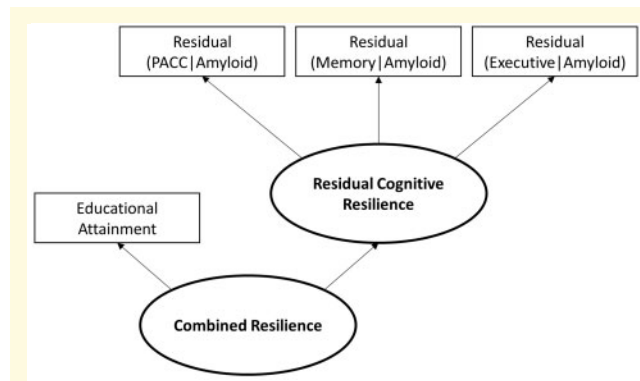 Residual
(PACC|Amyloid)
Residual
(Memory|Amyloid)
Residual
(Executive|Amyloid)
Residual Cognitive
Resilience
Educational
Attainment
Combined Resilience